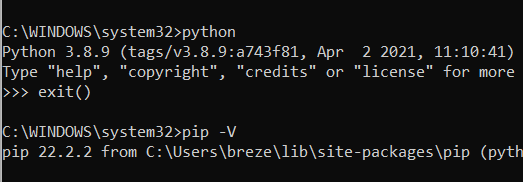 C:\WINDOWS\system32>python
Python 3.8.9 (tags/v3.8.9:a743f81, Apr  2 2021, 11:10:41)
Type "help", "copyright", "credits" or "license" for more
>>> exit()
C:\WINDOWS\system32>pip -V
pip 22.2.2 from C:\Users\breze\lib\site-packages\pip (pyth